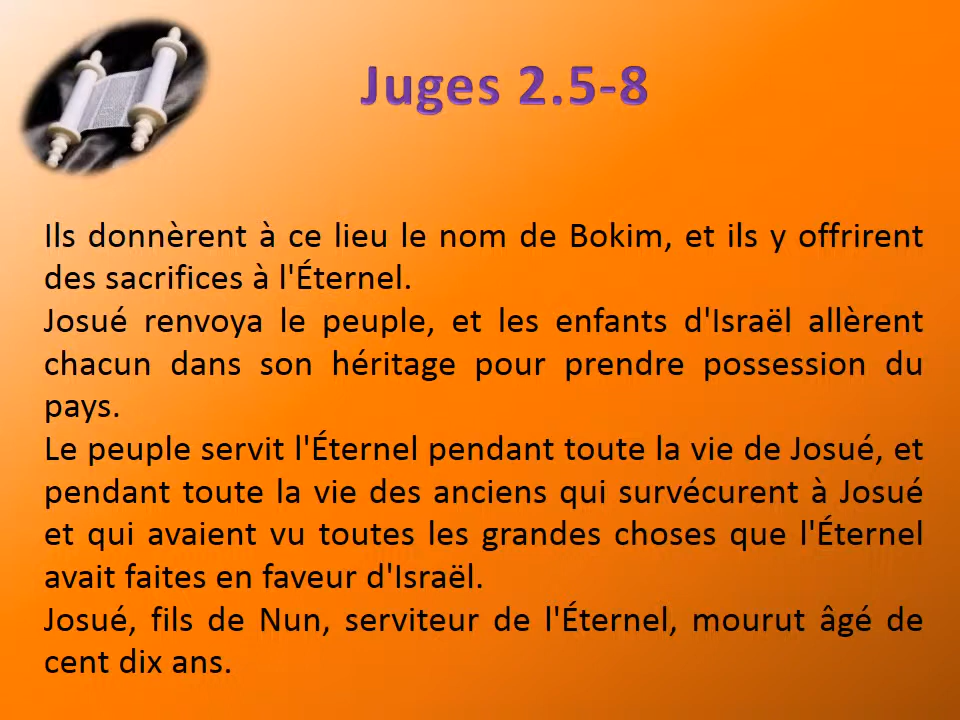 Juges 2.5-8
Ils donnèrent à ce lieu le nom de Bokim, et ils y offrirent
des sacrifices à l'Éternel.
Josué renvoya le peuple, et les enfants d'Israël allèrent
chacun dans son héritage pour prendre possession du
pays.
Le peuple servit l'Éternel pendant toute la vie de Josué, et
pendant toute la vie des anciens qui survécurent à Josué
et qui avaient vu toutes les grandes choses que l'Éternel
avait faites en faveur d'Israël.
Josué, fils de Nun, serviteur de l'Éternel, mourut âgé de
cent dix ans.